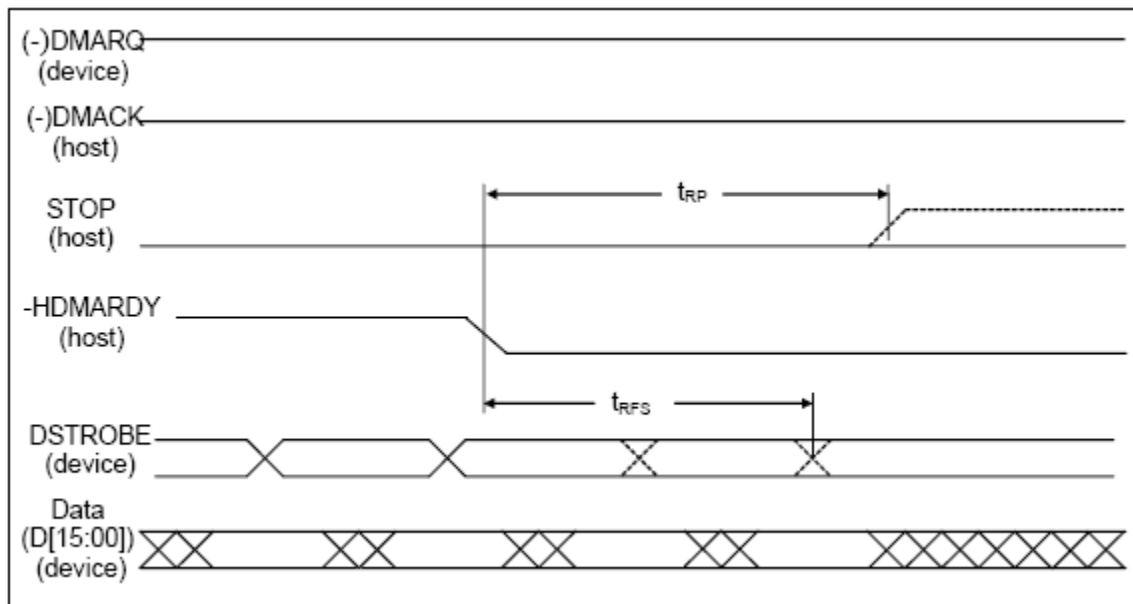 (-)DMARQ
(device)
(-)DMACK
(host)
tRP
STOP
(host)
-HDMARDY
(host)
tRFS
DSTROBE
(device)
Data
(D[15:00])
(device)